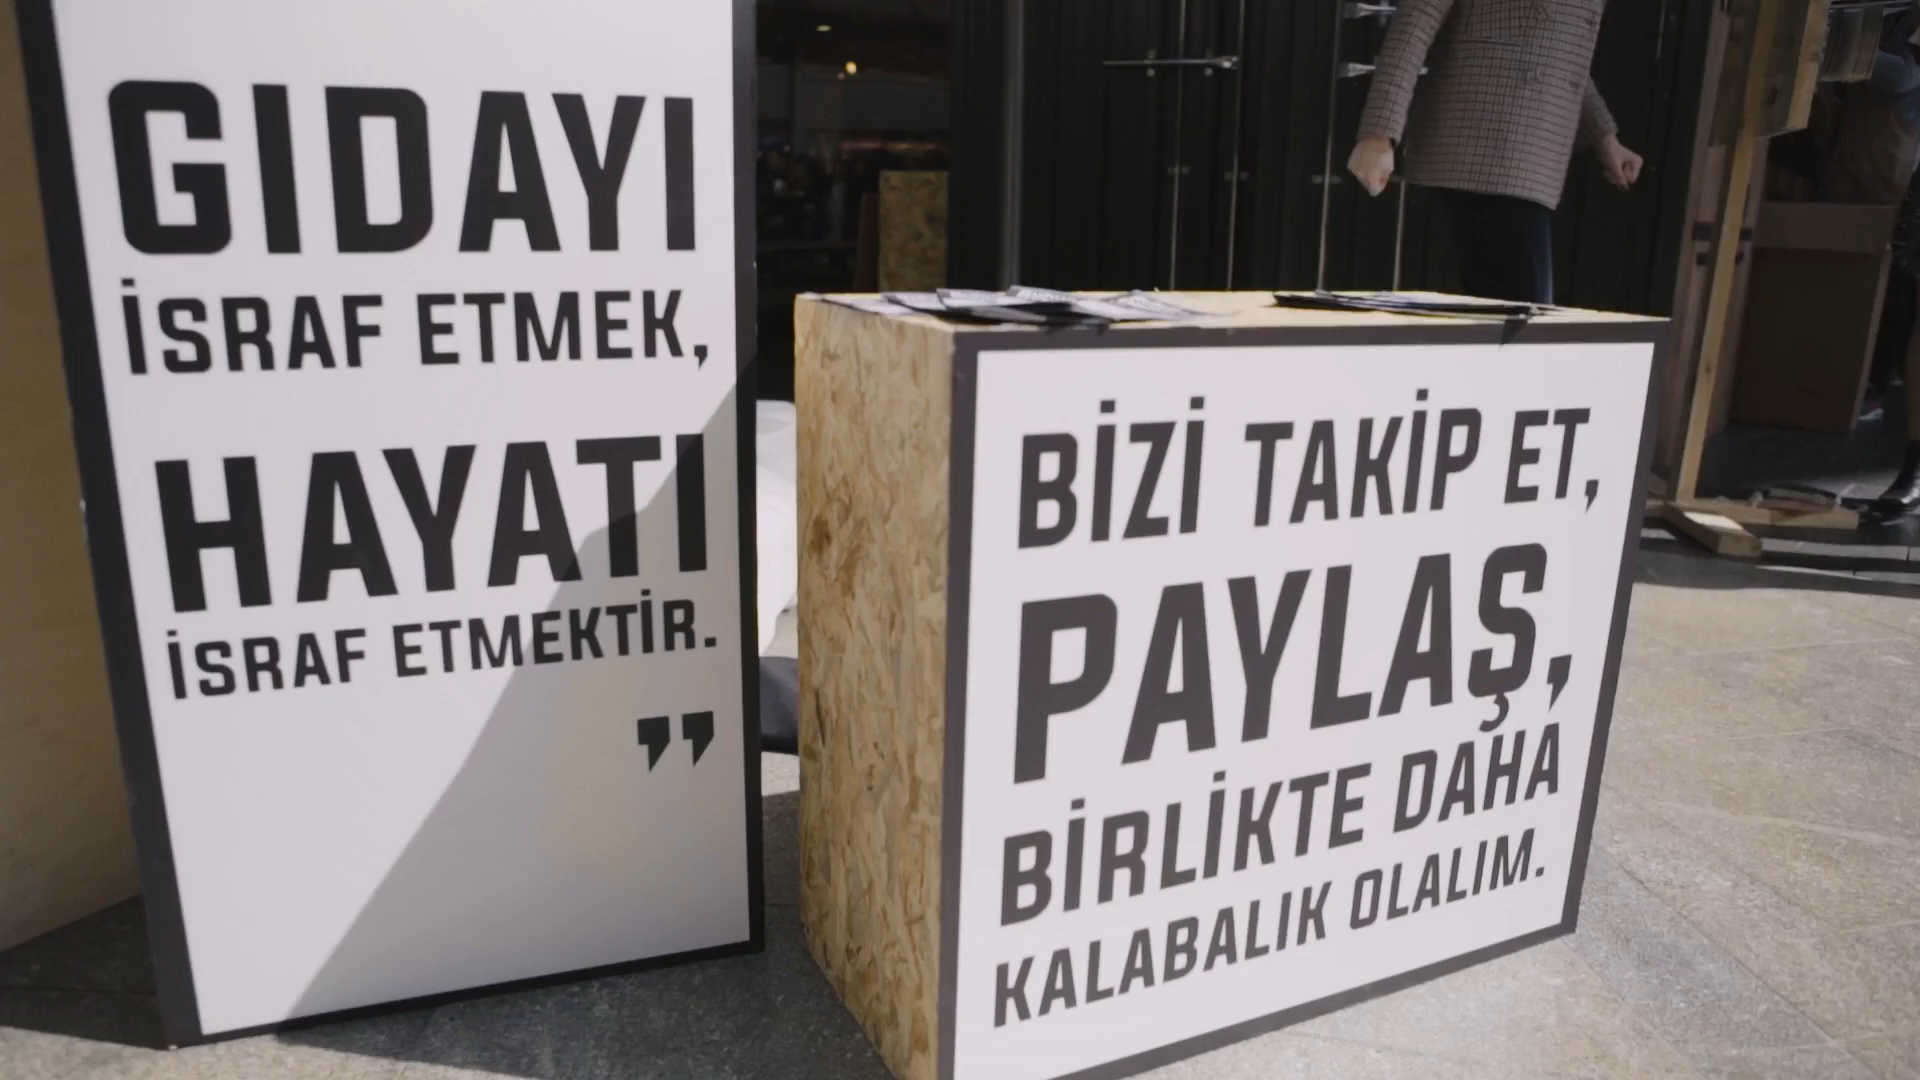 GIDAYI
İSRAF ETMEK,
HAYATI
İSRAF ETMEKTİR.
”
BİZİ TAKİP ET,
PAYLAŞ,
BİRLİKTE DAHA
KALABALIK OLALIM.